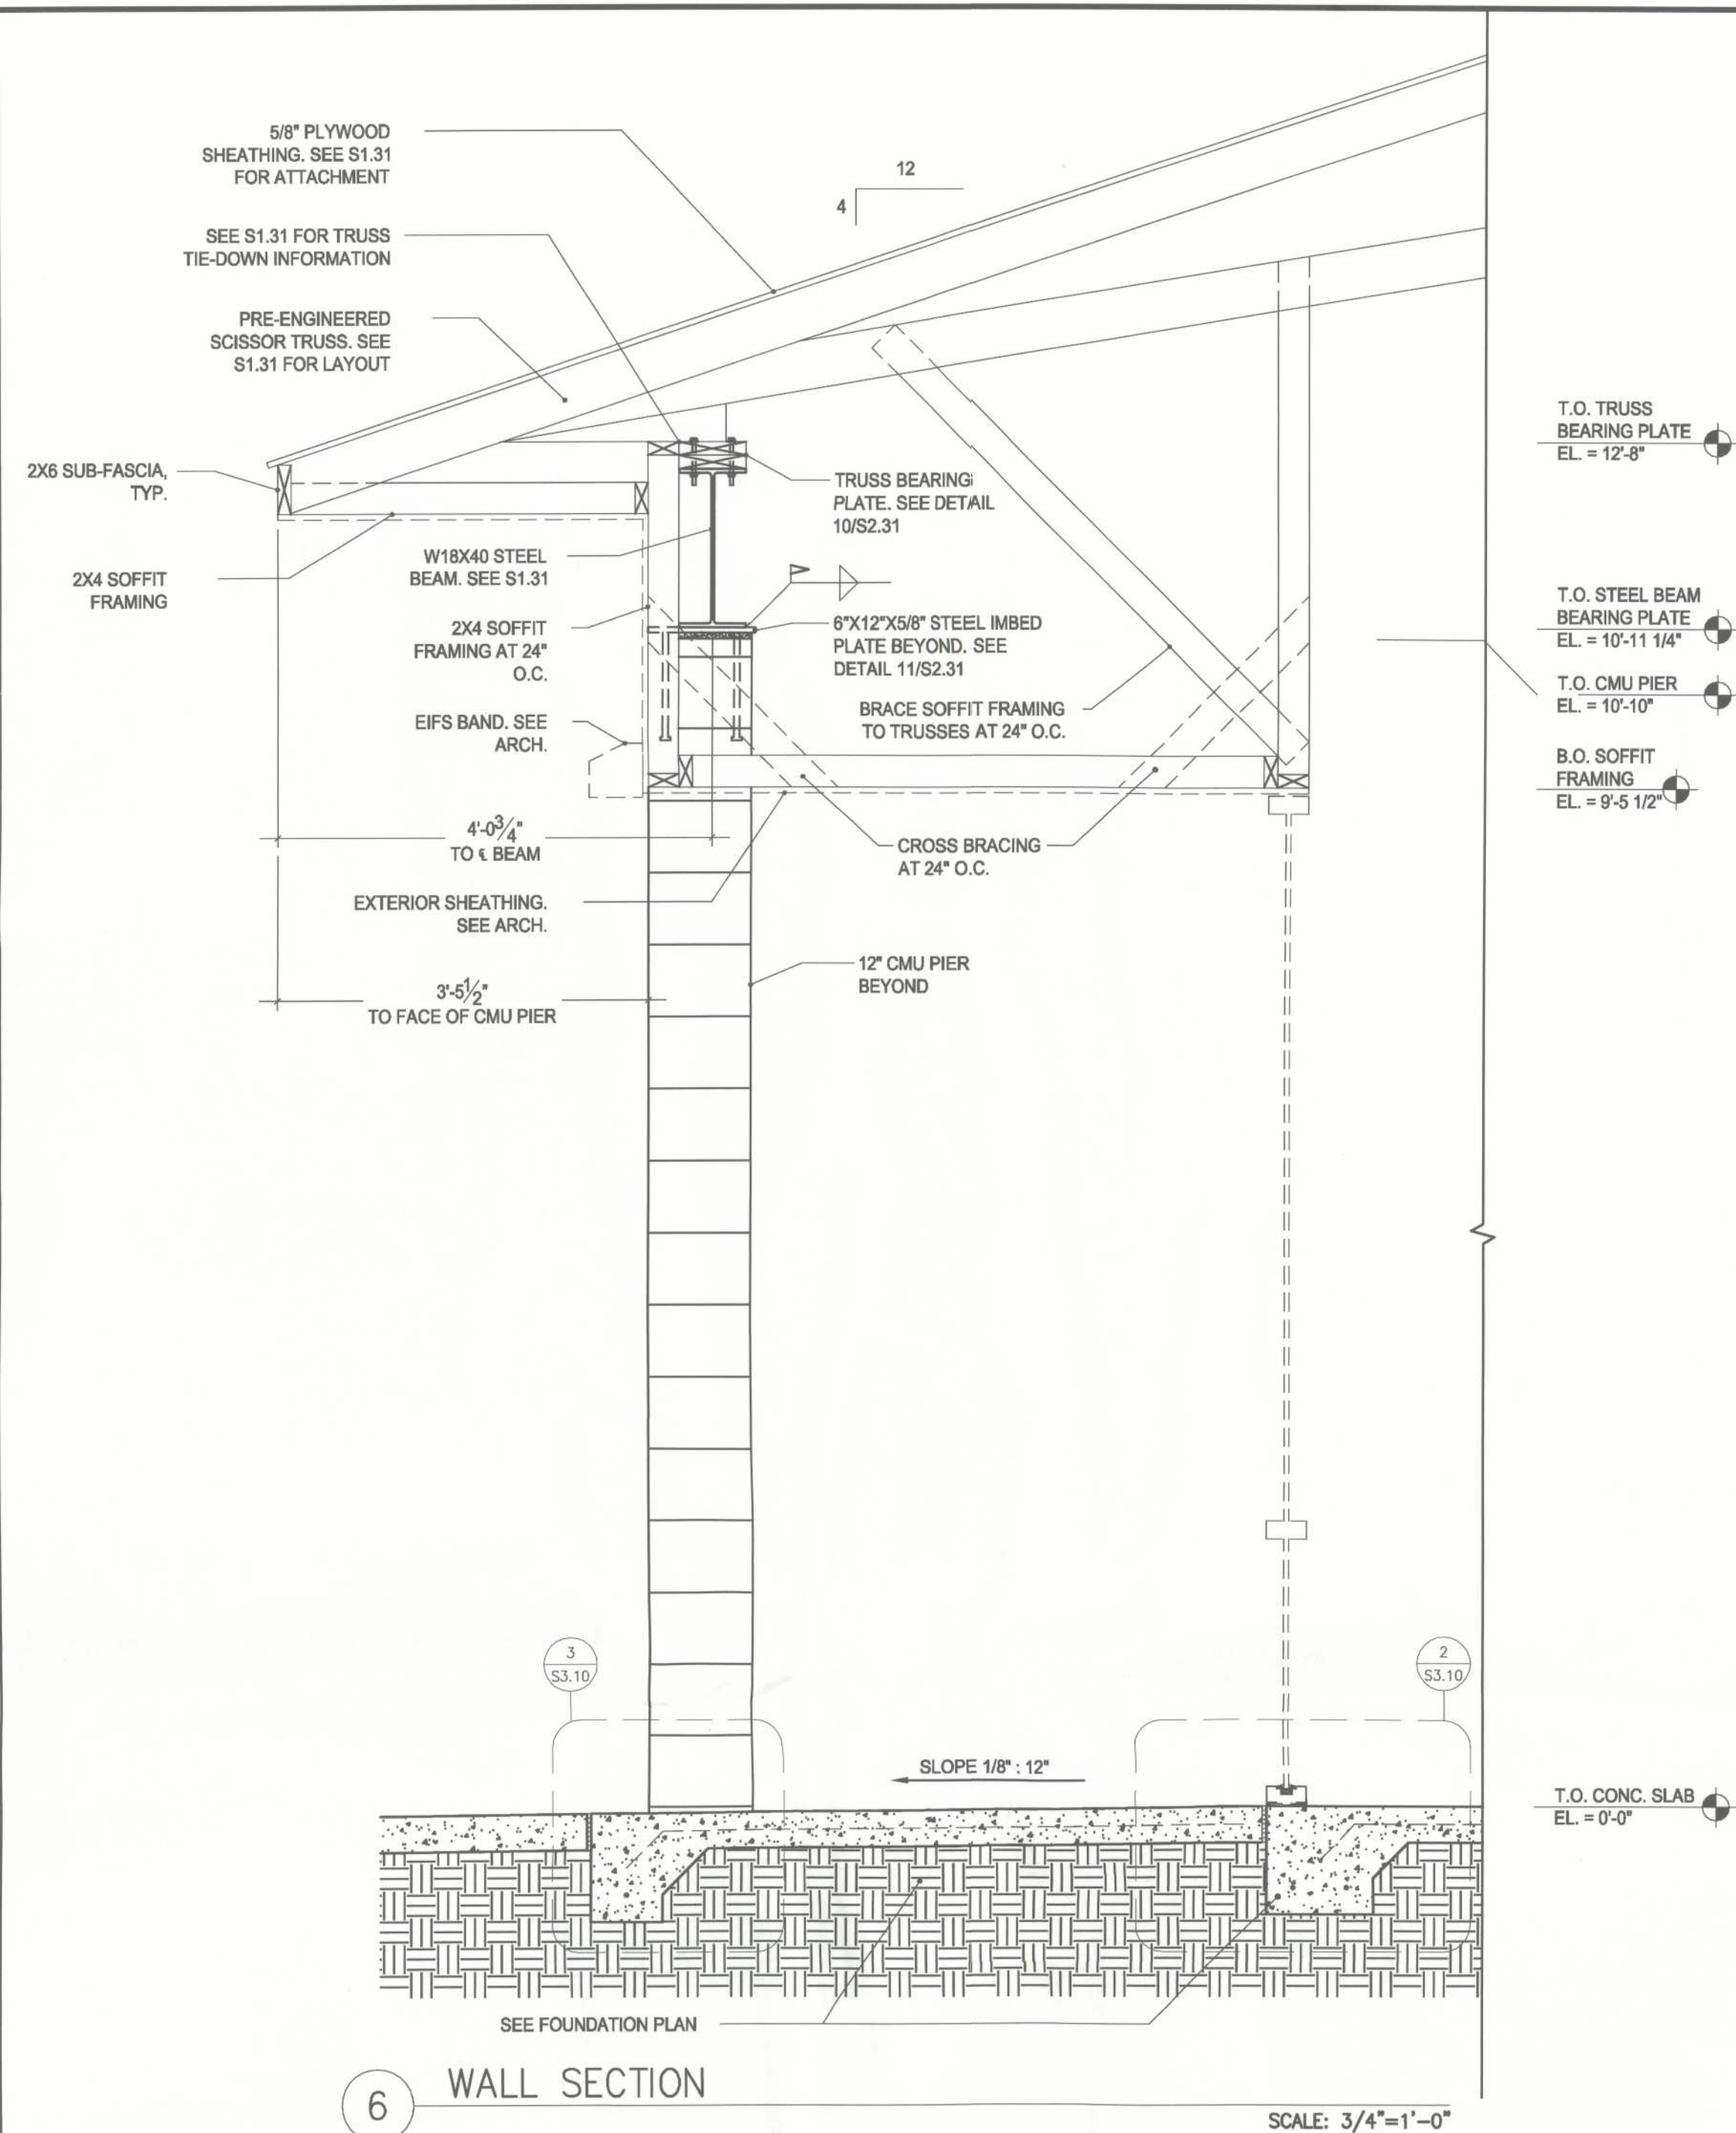 5/8" PLYWOOD
SHEATHING. SEE S1.31
FOR ATTACHMENT
12
4
SEE S1.31 FOR TRUSS
TIE-DOWN INFORMATION
PRE-ENGINEERED
SCISSOR TRUSS. SEE
S1.31 FOR LAYOUT
T.O. TRUSS
BEARING PLATE
EL. = 12'-8"
2X6 SUB-FASCIA,
TYP.
TRUSS BEARING
PLATE. SEE DETAIL
10/S2.31
W18X40 STEEL
BEAM. SEE S1.31
2X4 SOFFIT
FRAMING
T.O. STEEL BEAM
BEARING PLATE
EL. = 10'-11 1/4"
2X4 SOFFIT
FRAMING AT 24"
O.C.
6"X12"X5/8" STEEL IMBED
PLATE BEYOND. SEE
DETAIL 11/S2.31
T.O. CMU PIER
EL. = 10'-10"
EIFS BAND. SEE
ARCH.
BRACE SOFFIT FRAMING
TO TRUSSES AT 24" O.C.
B.O. SOFFIT
FRAMING
EL. = 9'-5 1/2"
4'-0 3/4"
TO ℄ BEAM
CROSS BRACING
AT 24" O.C.
EXTERIOR SHEATHING.
SEE ARCH.
12" CMU PIER
BEYOND
3'-5 1/2"
TO FACE OF CMU PIER
3
S3.10
2
S3.10
SLOPE 1/8" : 12"
T.O. CONC. SLAB
EL. = 0'-0"
SEE FOUNDATION PLAN
6
WALL SECTION
SCALE: 3/4"=1'-0"